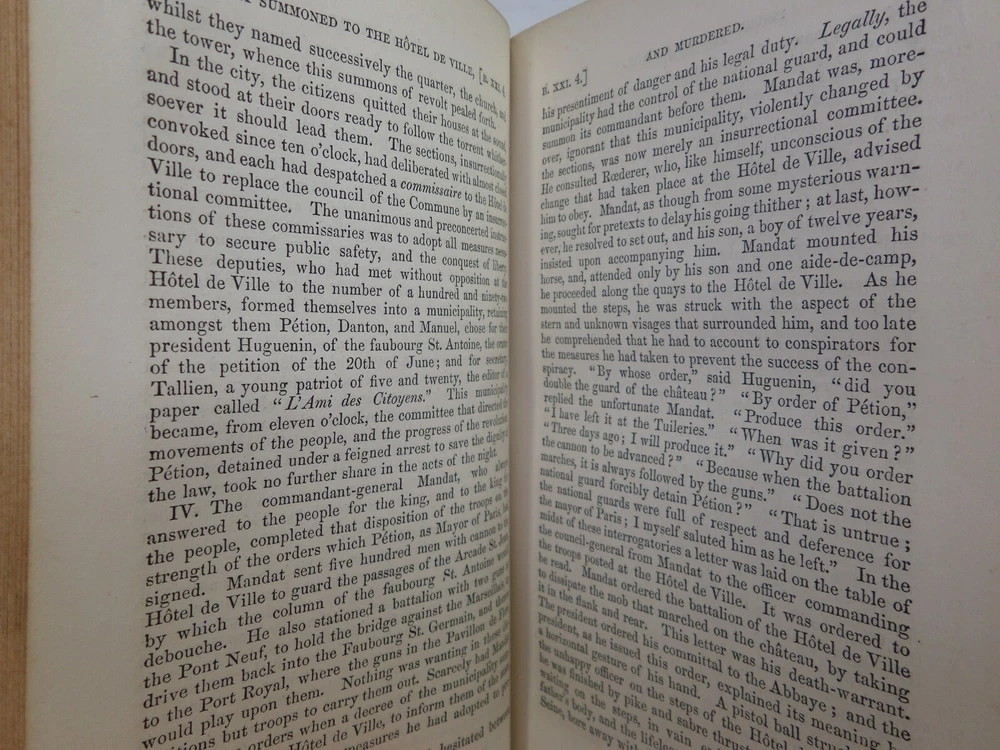 SUMMONED TO THE HÔTEL DE VILLE, [B. XXI. 4.
whilst they named successively the quarter, the church, and
the tower, whence this summons of revolt pealed forth.
In the city, the citizens quitted their houses at the sound,
and stood at their doors ready to follow the torrent whither-
soever it should lead them. The sections, insurrectionally
convoked since ten o'clock, had deliberated with almost closed
doors, and each had despatched a commissaire to the Hôtel de
Ville to replace the council of the Commune by an insurrec-
tional committee. The unanimous and preconcerted instruc-
tions of these commissaries was to adopt all measures neces-
sary to secure public safety, and the conquest of liberty.
These deputies, who had met without opposition at the
Hôtel de Ville to the number of a hundred and ninety-two
members, formed themselves into a municipality, retaining
amongst them Pétion, Danton, and Manuel, chose for their
president Huguenin, of the faubourg St. Antoine, the
of the petition of the 20th of June; and for secretary,
Tallien, a young patriot of five and twenty, the editor of a
paper called "L'Ami des Citoyens." This municipality
became, from eleven o'clock, the committee that directed the
movements of the people, and the progress of the revolution.
Pétion, detained under a feigned arrest to save the dignity of
the law, took no further share in the acts of the night.
IV. The commandant-general Mandat, who always
answered to the people for the king, and to the king for
the people, completed that disposition of the troops on the
strength of the orders which Pétion, as Mayor of Paris, had
signed. Mandat sent five hundred men with cannon to the
Hôtel de Ville to guard the passages of the Arcade St. Jean,
by which the column of the faubourg St. Antoine would
debouche. He also stationed a battalion with two guns
the Pont Neuf, to hold the bridge against the Marseillais,
drive them back into the Faubourg St. Germain, and
to the Port Royal, where the guns in the Pavillon de Flore
would play upon them. Nothing was wanting in these
but troops to carry them out. Scarcely had Mandat
orders when a decree of the municipality
Hôtel de Ville, to inform them of the
measures he had adopted to
hesitated between
B. XXI. 4.] AND MURDERED.
his presentiment of danger and his legal duty. Legally, the
municipality had the control of the national guard, and could
summon its commandant before them. Mandat was, more-
over, ignorant that this municipality, violently changed by
the sections, was now merely an insurrectional committee.
He consulted Rœderer, who, like himself, unconscious of the
change that had taken place at the Hôtel de Ville, advised
him to obey. Mandat, as though from some mysterious warn-
ing, sought for pretexts to delay his going thither; at last, how-
ever, he resolved to set out, and his son, a boy of twelve years,
insisted upon accompanying him. Mandat mounted his
horse, and, attended only by his son and one aide-de-camp,
he proceeded along the quays to the Hôtel de Ville. As he
mounted the steps, he was struck with the aspect of the
stern and unknown visages that surrounded him, and too late
he comprehended that he had to account to conspirators for
the measures he had taken to prevent the success of the con-
spiracy. "By whose order," said Huguenin, "did you
double the guard of the château?" "By order of Pétion,"
replied the unfortunate Mandat. "Produce this order."
"I have left it at the Tuileries." "When was it given?"
"Three days ago; I will produce it." "Why did you order
the cannon to be advanced?" "Because when the battalion
marches, it is always followed by the guns." "Does not the
national guard forcibly detain Pétion?" "That is untrue;
the national guards were full of respect and deference for
the mayor of Paris; I myself saluted him as he left." In the
midst of these interrogatories a letter was laid on the table of
the council-general from Mandat to the officer commanding
the troops posted at the Hôtel de Ville. It was ordered to
be read. Mandat ordered the battalion of the Hôtel de Ville
to dissipate the mob that marched on the château, by taking
it in the flank and rear. This letter was his death-warrant.
The president ordered his committal to the Abbaye; and the
president, as he issued this order, explained its meaning by
a horizontal gesture of his hand. A pistol ball struck
the unhappy officer on the steps of the Hôtel
he was finished by pike and sabre thrusts.
waiting on the steps, in vain
father's body, and the lifeless
Seine, bore away with